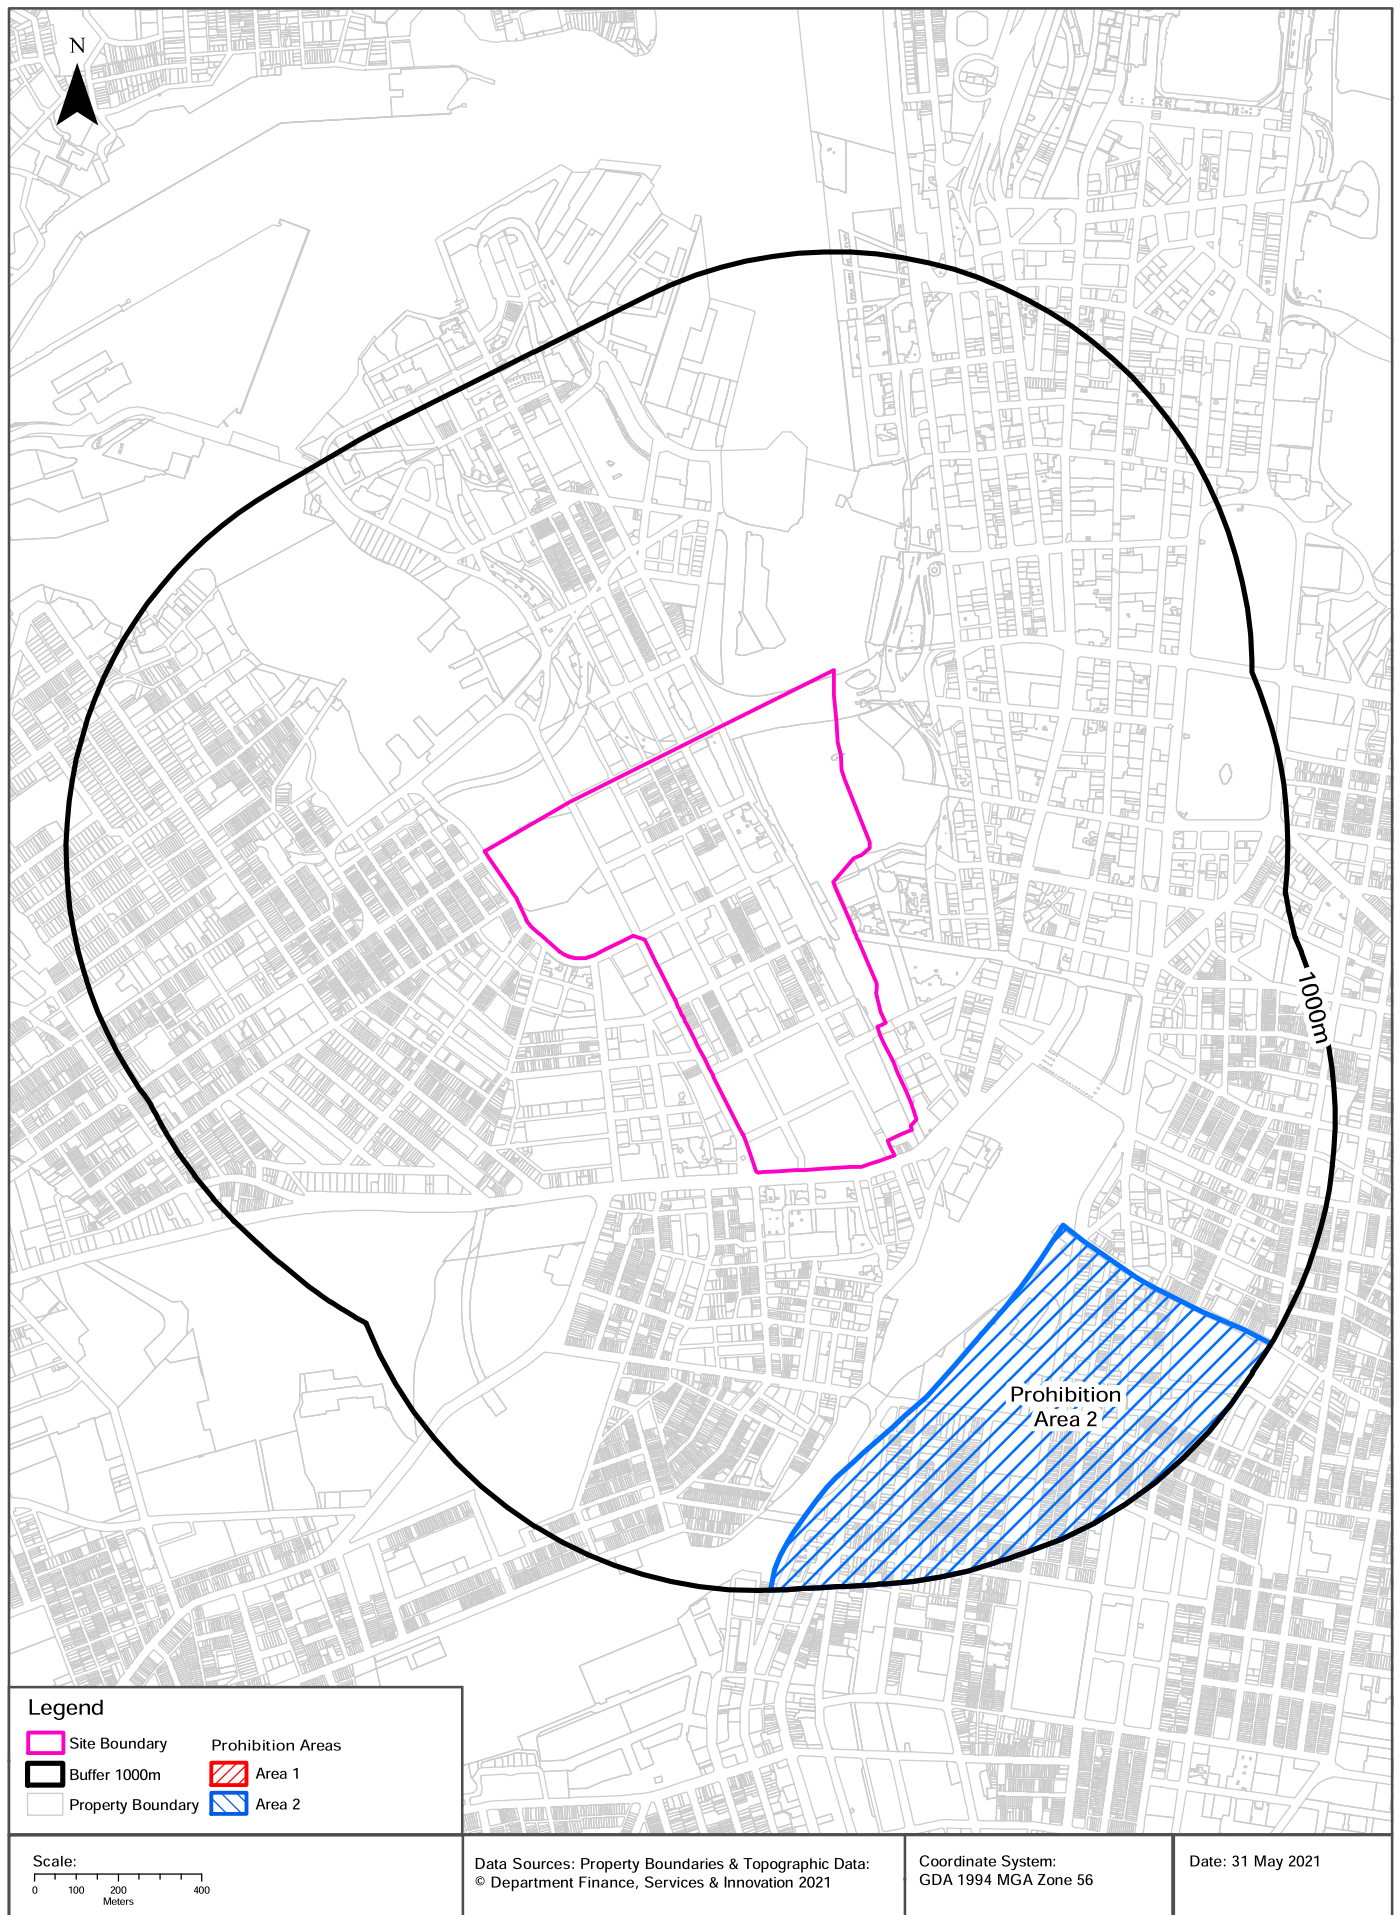 N
1000m
Prohibition
Area 2
Legend
Site Boundary
Buffer 1000m
Property Boundary
Prohibition Areas
Area 1
Area 2
Scale:
0 100 200 400
Meters
Data Sources: Property Boundaries & Topographic Data:
© Department Finance, Services & Innovation 2021
Coordinate System:
GDA 1994 MGA Zone 56
Date: 31 May 2021